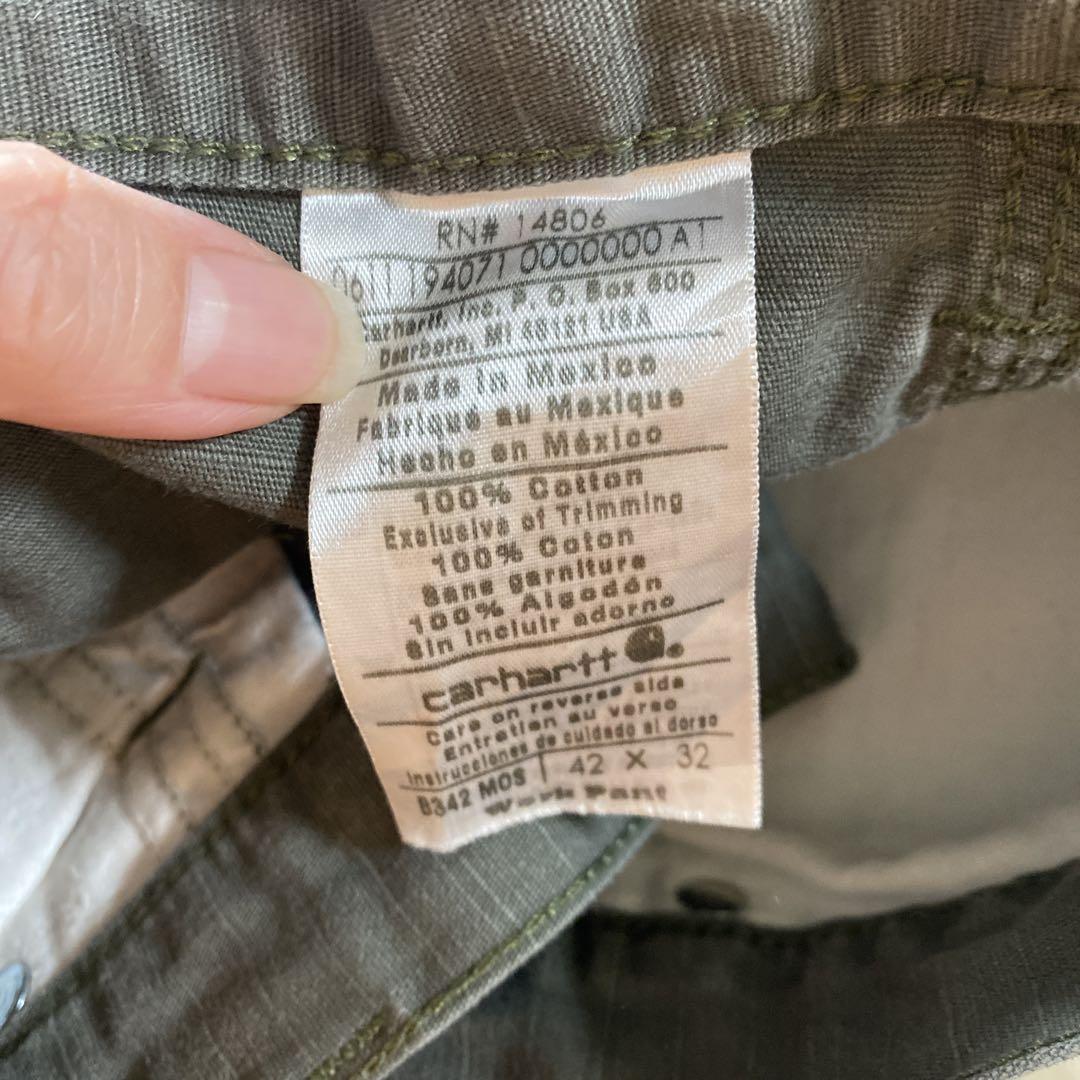 RN# 14806
0611 194071 0000000 A1
Carhartt, Inc. P. O. Box 600
Dearborn, MI 48121 USA
Made in Mexico
Fabriqué au Mexique
Hecho en México
100% Cotton
Exclusive of Trimming
100% Coton
Sans garniture
100% Algodón
Sin incluir adorno
carhartt
Care on reverse side
Entretien au verso
Instrucciones de cuidado al dorso
B342 MOS 42 X 32
Work Pant